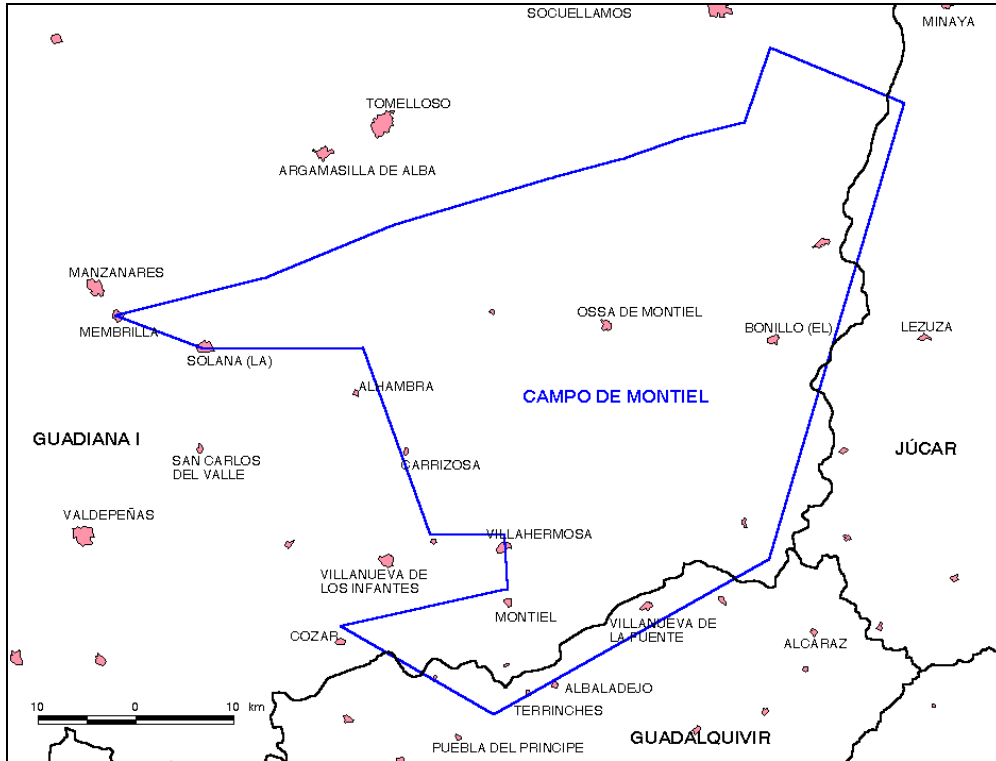 SOCUELLAMOS
MINAYA
TOMELLOSO
ARGAMASILLA DE ALBA
MANZANARES
MEMBRILLA
SOLANA (LA)
OSSA DE MONTIEL
BONILLO (EL)
LEZUZA
ALHAMBRA
CAMPO DE MONTIEL
GUADIANA I
SAN CARLOS
DEL VALLE
CARRIZOSA
JÚCAR
VALDEPEÑAS
VILLAHERMOSA
VILLANUEVA DE
LOS INFANTES
MONTIEL
VILLANUEVA DE
LA FUENTE
COZAR
ALCARAZ
ALBALADEJO
TERRINCHES
10 0 10 km
PUEBLA DEL PRINCIPE
GUADALQUIVIR